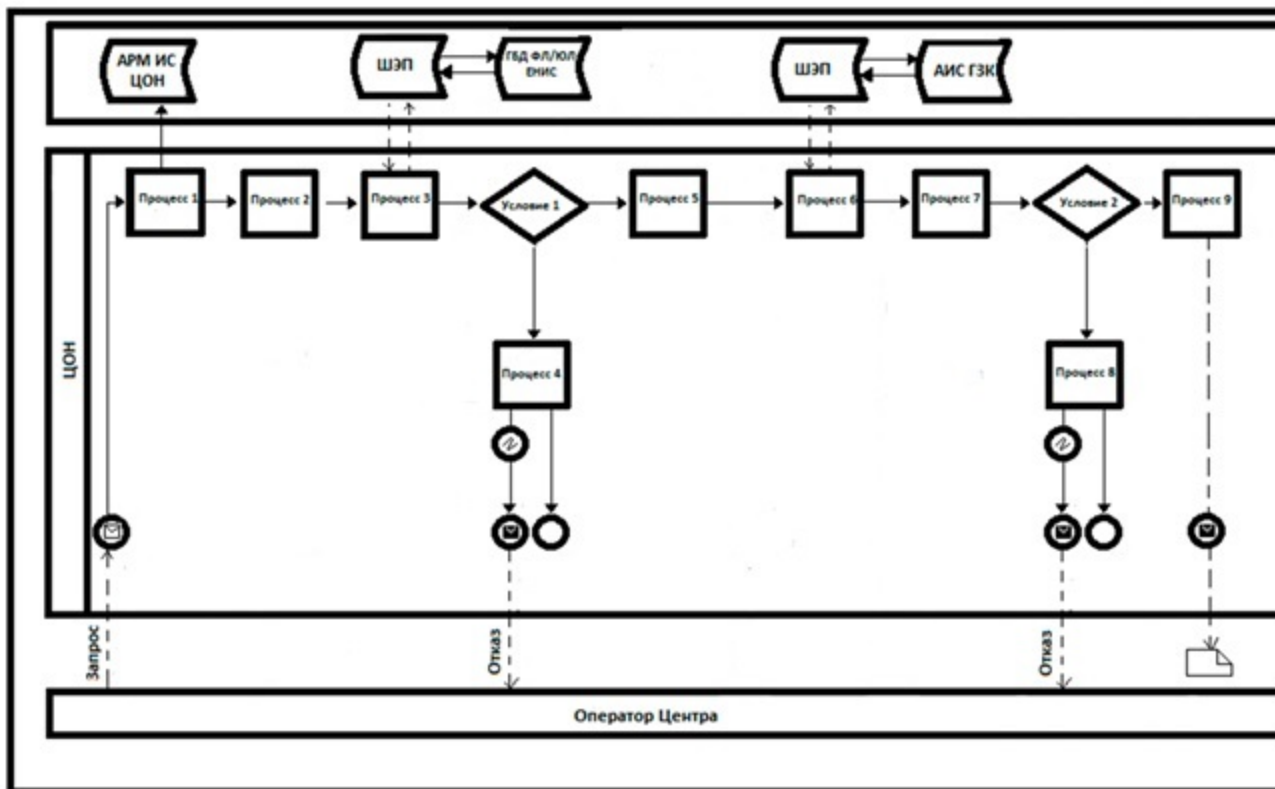 АРМ ИС
ЦОН
ШЭП
ГБД ФЛ/ЮЛ
ЕНИС
ШЭП
АИС ГЗК
ЦОН
Процесс 1
Процесс 2
Процесс 3
Условие 1
Процесс 5
Процесс 6
Процесс 7
Условие 2
Процесс 9
Процесс 4
Процесс 8
Запрос
Отказ
Отказ
Оператор Центра